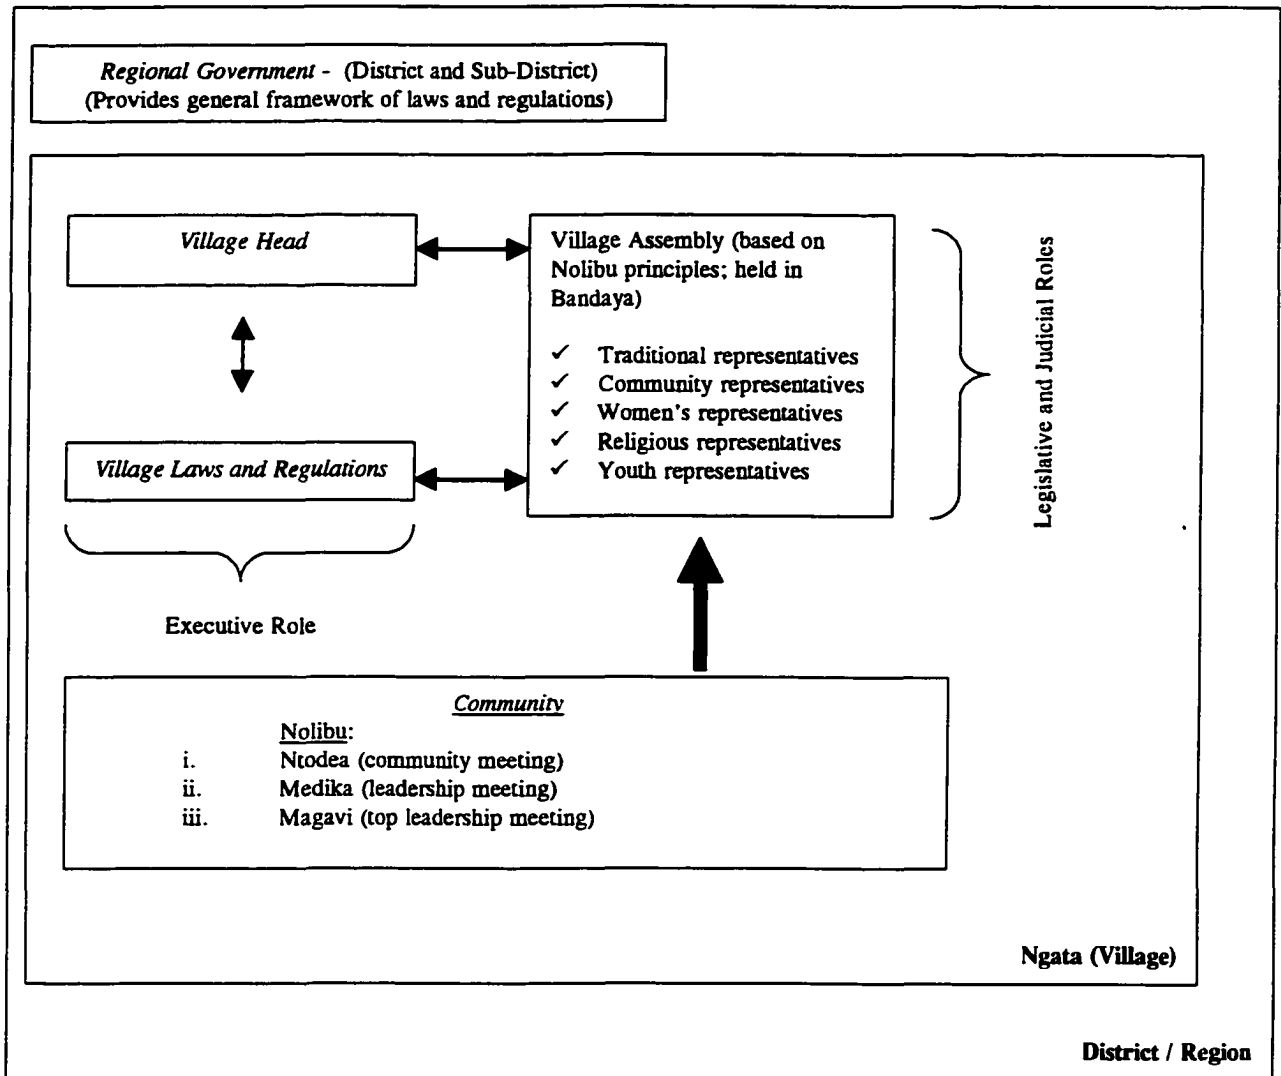 Regional Government - (District and Sub-District)
(Provides general framework of laws and regulations)
Village Head
Village Assembly (based on
Nolibu principles; held in
Bandaya)
✓ Traditional representatives
✓ Community representatives
✓ Women's representatives
✓ Religious representatives
✓ Youth representatives
Legislative and Judicial Roles
Village Laws and Regulations
Executive Role
Community
Nolibu:
i. Ntodea (community meeting)
ii. Medika (leadership meeting)
iii. Magavi (top leadership meeting)
Ngata (Village)
District / Region